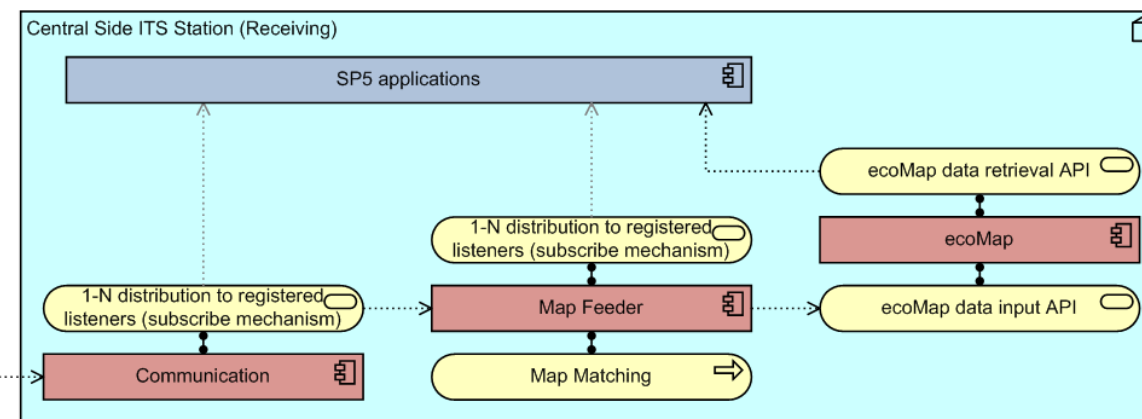 Central Side ITS Station (Receiving)
SP5 applications
ecoMap data retrieval API
1-N distribution to registered
listeners (subscribe mechanism)
ecoMap
1-N distribution to registered
listeners (subscribe mechanism)
Map Feeder
ecoMap data input API
Communication
Map Matching